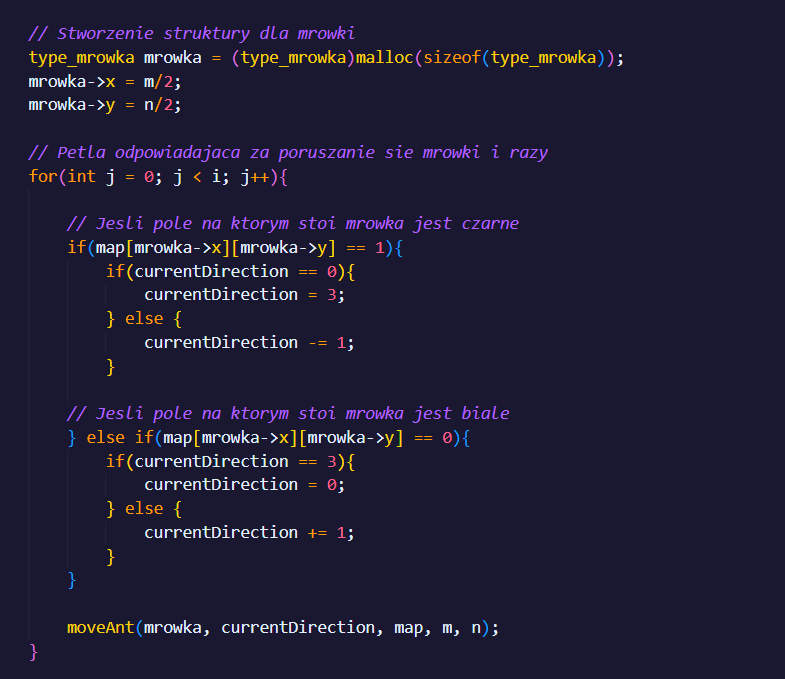 // Stworzenie struktury dla mrowki
type_mrowka mrowka = (type_mrowka)malloc(sizeof(type_mrowka));
mrowka->x = m/2;
mrowka->y = n/2;

// Petla odpowiadajaca za poruszanie sie mrowki i razy
for(int j = 0; j < i; j++){

    // Jesli pole na ktorym stoi mrowka jest czarne
    if(map[mrowka->x][mrowka->y] == 1){
        if(currentDirection == 0){
            currentDirection = 3;
        } else {
            currentDirection -= 1;
        }

    // Jesli pole na ktorym stoi mrowka jest biale
    } else if(map[mrowka->x][mrowka->y] == 0){
        if(currentDirection == 3){
            currentDirection = 0;
        } else {
            currentDirection += 1;
        }
    }

    moveAnt(mrowka, currentDirection, map, m, n);
}